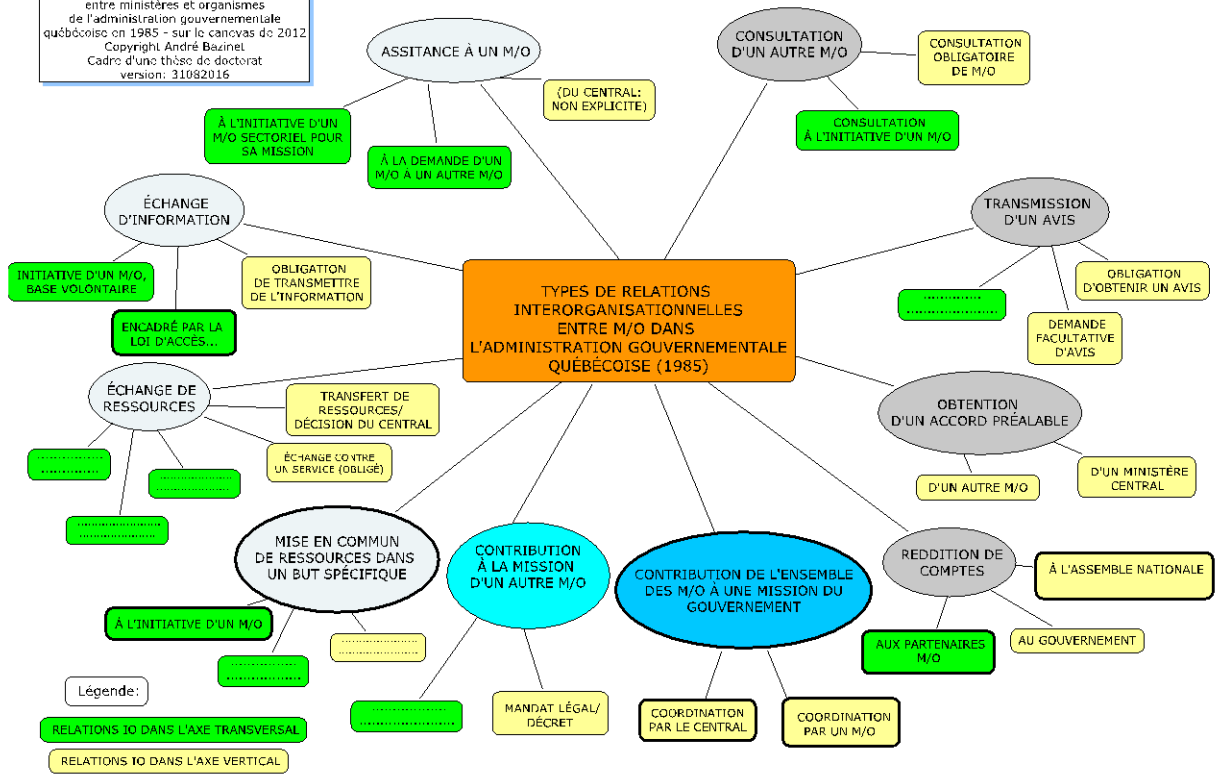 entre ministères et organismes
de l'administration gouvernementale
québécoise en 1985 - sur le canevas de 2012
Copyright André Bazinet
Cadre d'une thèse de doctorat
version: 31082016
ASSITANCE À UN M/O
(DU CENTRAL:
NON EXPLICITE)
À L'INITIATIVE D'UN
M/O SECTORIEL POUR
SA MISSION
À LA DEMANDE D'UN
M/O À UN AUTRE M/O
CONSULTATION
D'UN AUTRE M/O
CONSULTATION
OBLIGATOIRE
DE M/O
CONSULTATION
À L'INITIATIVE D'UN M/O
ÉCHANGE
D'INFORMATION
INITIATIVE D'UN M/O,
BASE VOLONTAIRE
OBLIGATION
DE TRANSMETTRE
DE L'INFORMATION
ENCADRÉ PAR LA
LOI D'ACCÈS...
TRANSMISSION
D'UN AVIS
OBLIGATION
D'OBTENIR UN AVIS
DEMANDE
FACULTATIVE
D'AVIS
TYPES DE RELATIONS
INTERORGANISATIONNELLES
ENTRE M/O DANS
L'ADMINISTRATION GOUVERNEMENTALE
QUÉBÉCOISE (1985)
ÉCHANGE DE
RESSOURCES
TRANSFERT DE
RESSOURCES/
DÉCISION DU CENTRAL
ÉCHANGE CONTRE
UN SERVICE (OBLIGÉ)
OBTENTION
D'UN ACCORD PRÉALABLE
D'UN AUTRE M/O
D'UN MINISTÈRE
CENTRAL
MISE EN COMMUN
DE RESSOURCES DANS
UN BUT SPÉCIFIQUE
À L'INITIATIVE D'UN M/O
CONTRIBUTION
À LA MISSION
D'UN AUTRE M/O
MANDAT LÉGAL/
DÉCRET
CONTRIBUTION DE L'ENSEMBLE
DES M/O À UNE MISSION DU
GOUVERNEMENT
COORDINATION
PAR LE CENTRAL
COORDINATION
PAR UN M/O
REDDITION DE
COMPTES
À L'ASSEMBLE NATIONALE
AU GOUVERNEMENT
AUX PARTENAIRES
M/O
Légende:
RELATIONS IO DANS L'AXE TRANSVERSAL
RELATIONS IO DANS L'AXE VERTICAL